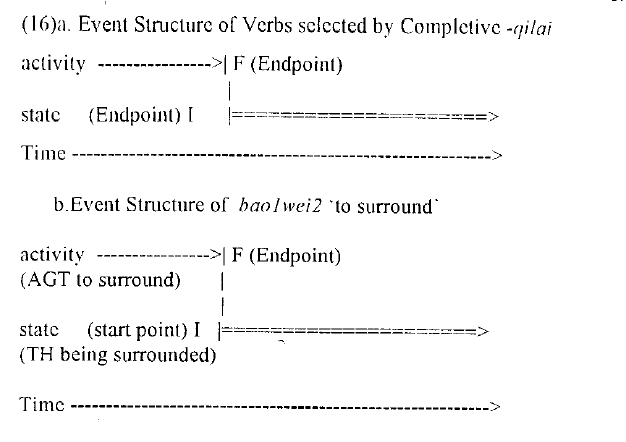 (16)a. Event Structure of Verbs selected by Completive -qilai
activity ---------------->| F (Endpoint)
|
state (Endpoint) I |======================>
Time ----------------------------------------------------------->
b.Event Structure of bao1wei2 `to surround`
activity ---------------->| F (Endpoint)
(AGT to surround) |
|
state (start point) I |======================>
(TH being surrounded)
Time ----------------------------------------------------------->